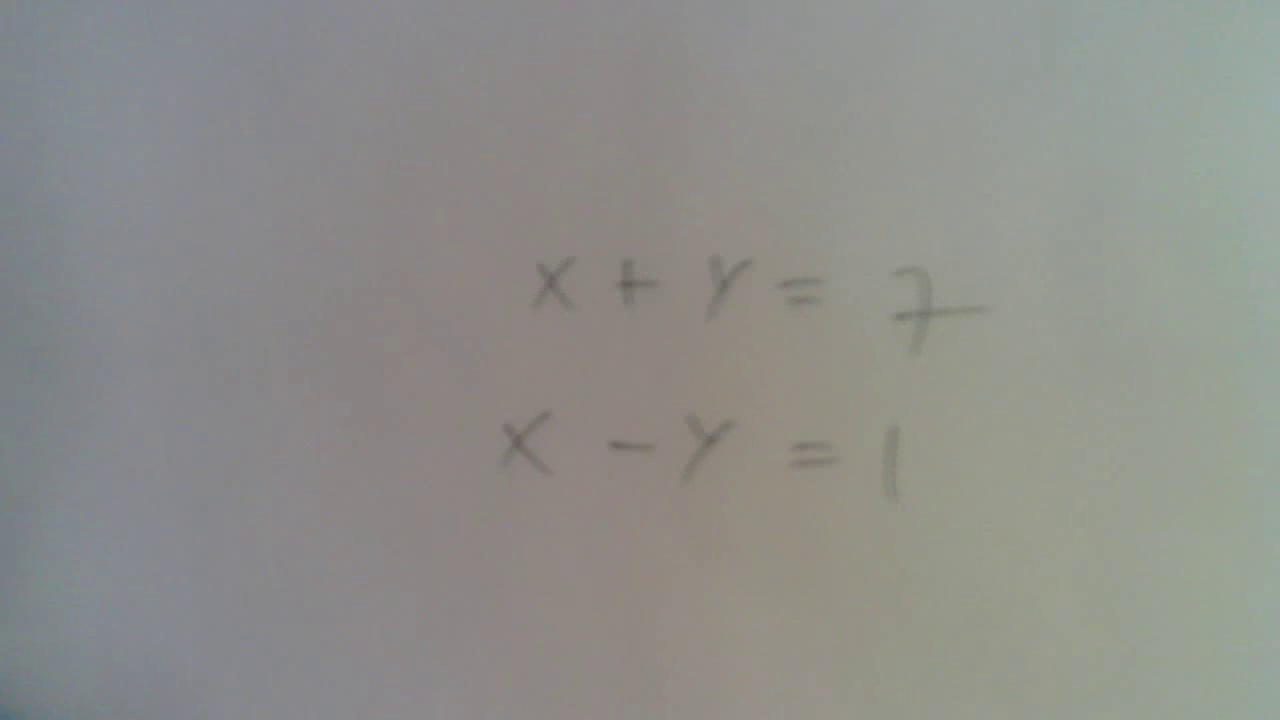 x + y = 7
x - y = 1